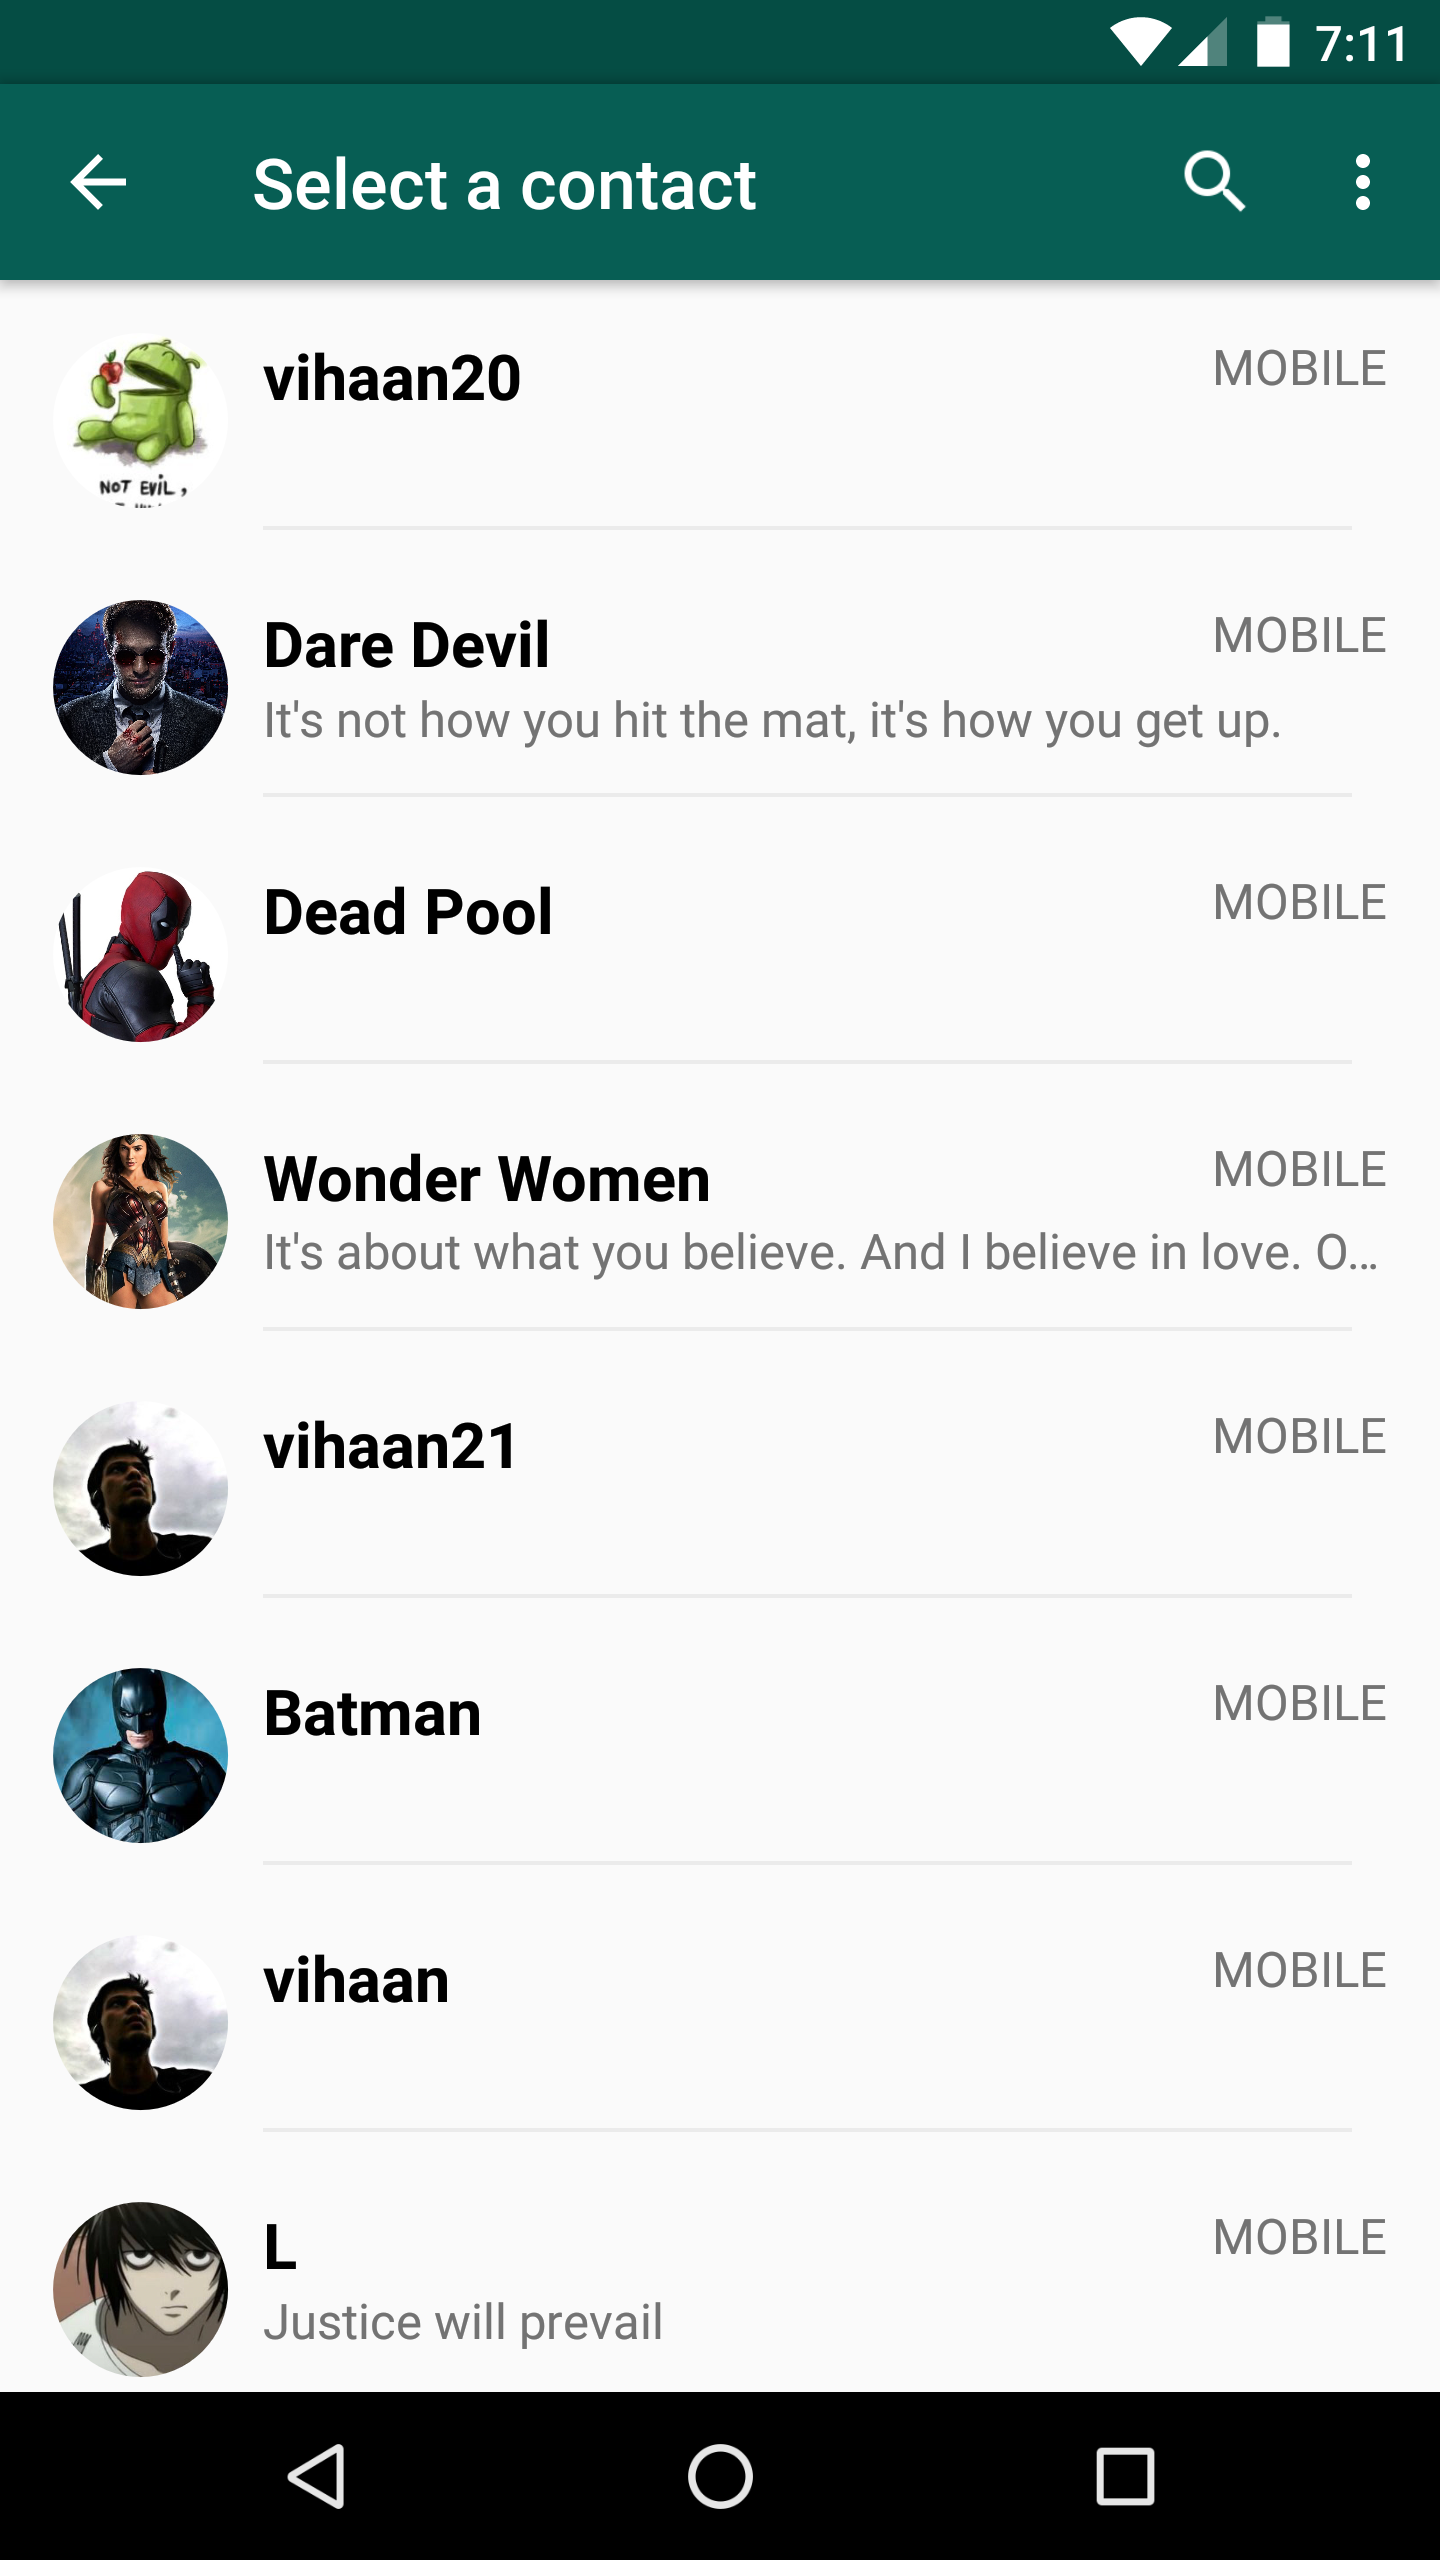 7:11
Select a contact
vihaan20 MOBILE
NOT EVIL,
Dare Devil MOBILE
It's not how you hit the mat, it's how you get up.
Dead Pool MOBILE
Wonder Women MOBILE
It's about what you believe. And I believe in love. O...
vihaan21 MOBILE
Batman MOBILE
vihaan MOBILE
L MOBILE
Justice will prevail